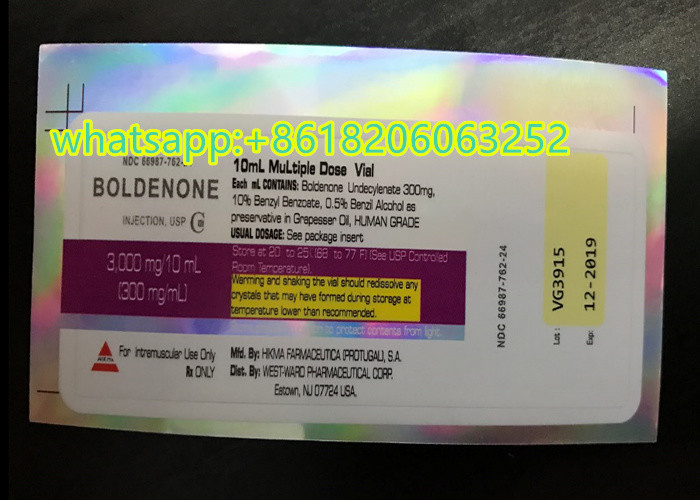 whatsapp:+8618206063252
NDC 66987-762-24
BOLDENONE
INJECTION, USP C
3,000 mg/10 mL
(300 mg/mL)
For Intremuscular Use Only
Rx ONLY
10mL MuLtiple Dose Vial
Each mL CONTAINS: Boldenone Undecylenate 300mg,
10% Benzyl Benzoate, 0.5% Benzil Alcohol as
preservative in Grapesser Oil, HUMAN GRADE
USUAL DOSAGE: See package insert
Store at 20 to 25 (68 to 77 F) (See USP Controlled
Room Temperature).
Warming and shaking the vial should redissolve any
crystals that may have formed during storage at
temperature lower than recommended.
to protect contents from light.
Mfd. By: HIKMA FARMACEUTICA (PROTUGAL), S.A.
Dist. By: WEST-WARD PHARMACEUTICAL CORP.
Eatown, NJ 07724 USA.
NDC 66987-762-24
Lot: VG3915
Exp: 12-2019